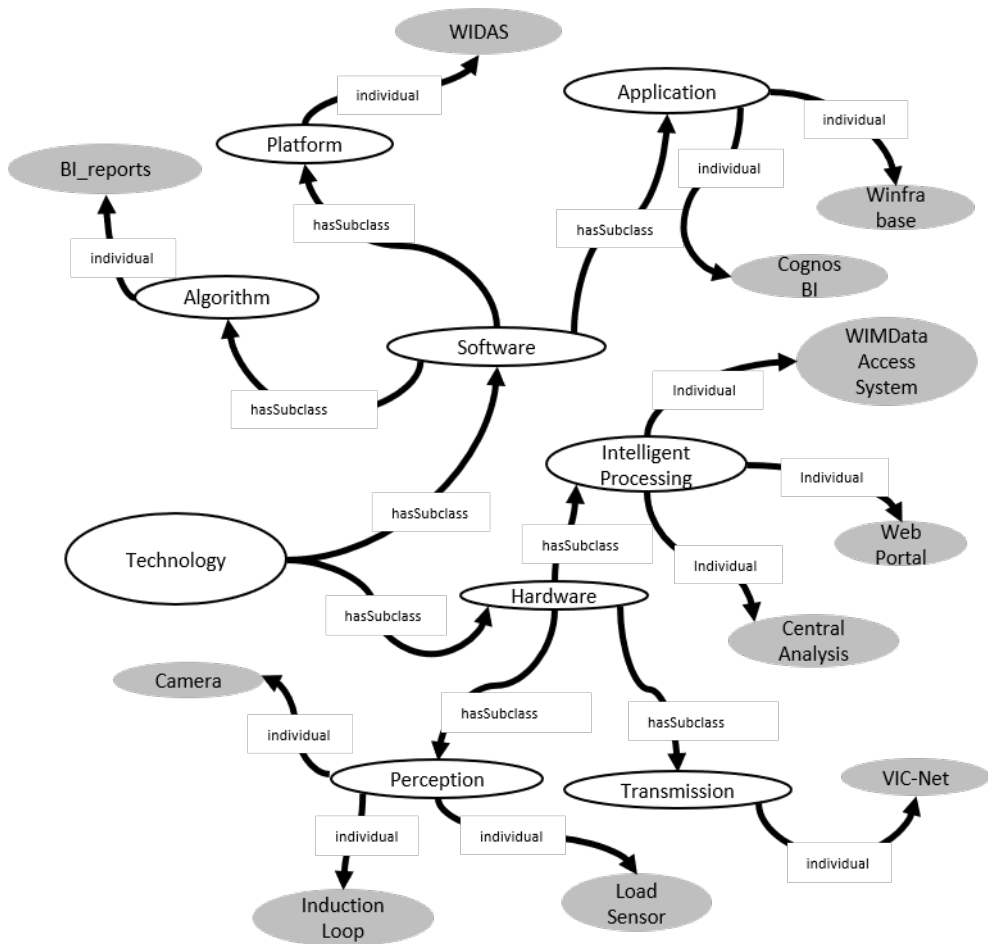 WIDAS
individual
Application
individual
Platform
individual
BI_reports
Winfra
base
hasSubclass
hasSubclass
individual
Cognos
BI
Algorithm
Software
WIMData
Access
System
Individual
hasSubclass
Intelligent
Processing
Individual
hasSubclass
Web
Portal
hasSubclass
Technology
Individual
Hardware
hasSubclass
Central
Analysis
Camera
hasSubclass
hasSubclass
individual
Perception
VIC-Net
Transmission
individual
individual
individual
Induction
Loop
Load
Sensor